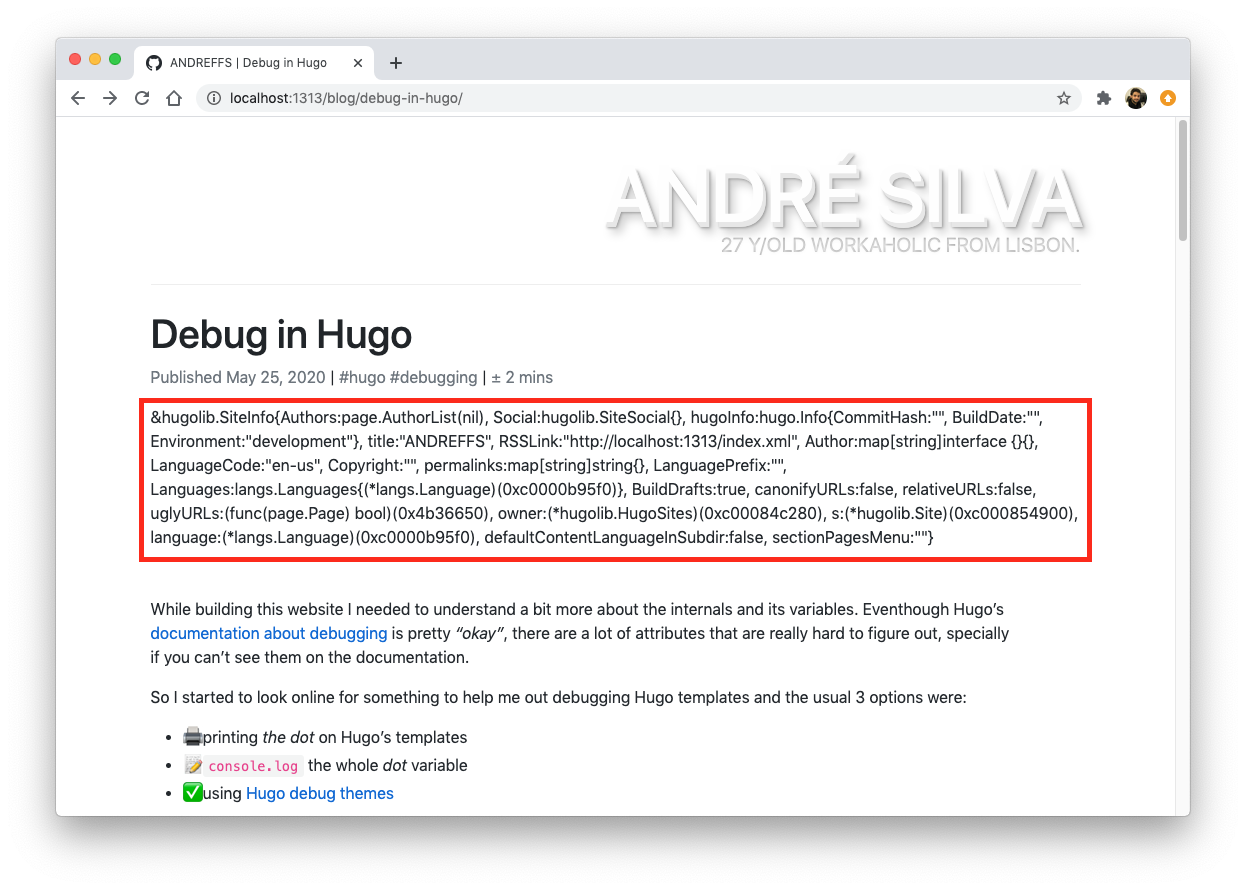 ANDREFFS | Debug in Hugo
localhost:1313/blog/debug-in-hugo/
ANDRÉ SILVA
27 Y/OLD WORKAHOLIC FROM LISBON.
Debug in Hugo
Published May 25, 2020 | #hugo #debugging | ± 2 mins
&hugolib.SiteInfo{Authors:page.AuthorList(nil), Social:hugolib.SiteSocial{}, hugoInfo:hugo.Info{CommitHash:"", BuildDate:"",
Environment:"development"}, title:"ANDREFFS", RSSLink:"http://localhost:1313/index.xml", Author:map[string]interface {}{},
LanguageCode:"en-us", Copyright:"", permalinks:map[string]string{}, LanguagePrefix:"",
Languages:langs.Languages{(*langs.Language)(0xc0000b95f0)}, BuildDrafts:true, canonifyURLs:false, relativeURLs:false,
uglyURLs:(func(page.Page) bool)(0x4b36650), owner:(*hugolib.HugoSites)(0xc00084c280), s:(*hugolib.Site)(0xc000854900),
language:(*langs.Language)(0xc0000b95f0), defaultContentLanguageInSubdir:false, sectionPagesMenu:""}
While building this website I needed to understand a bit more about the internals and its variables. Eventhough Hugo’s
documentation about debugging is pretty “okay”, there are a lot of attributes that are really hard to figure out, specially
if you can’t see them on the documentation.
So I started to look online for something to help me out debugging Hugo templates and the usual 3 options were:
• 🖨printing the dot on Hugo’s templates
• 📝 console.log the whole dot variable
• ✅using Hugo debug themes